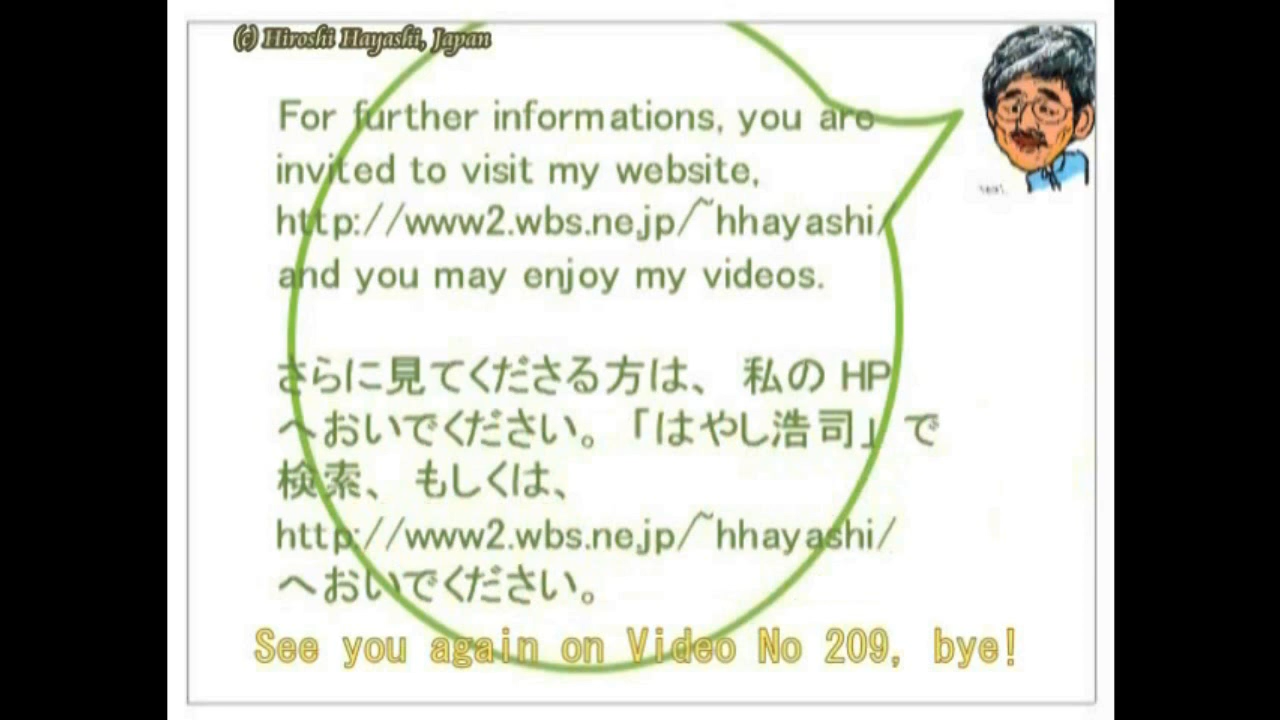 (c) Hiroshi Hayashi, Japan
For further informations, you are
invited to visit my website,
http://www2.wbs.ne.jp/~hhayashi/
and you may enjoy my videos.
さらに見てくださる方は、 私の HP
へおいでください。「はやし浩司」で
検索、もしくは、
http://www2.wbs.ne.jp/~hhayashi/
へおいでください。
See you again on Video No 209, bye!